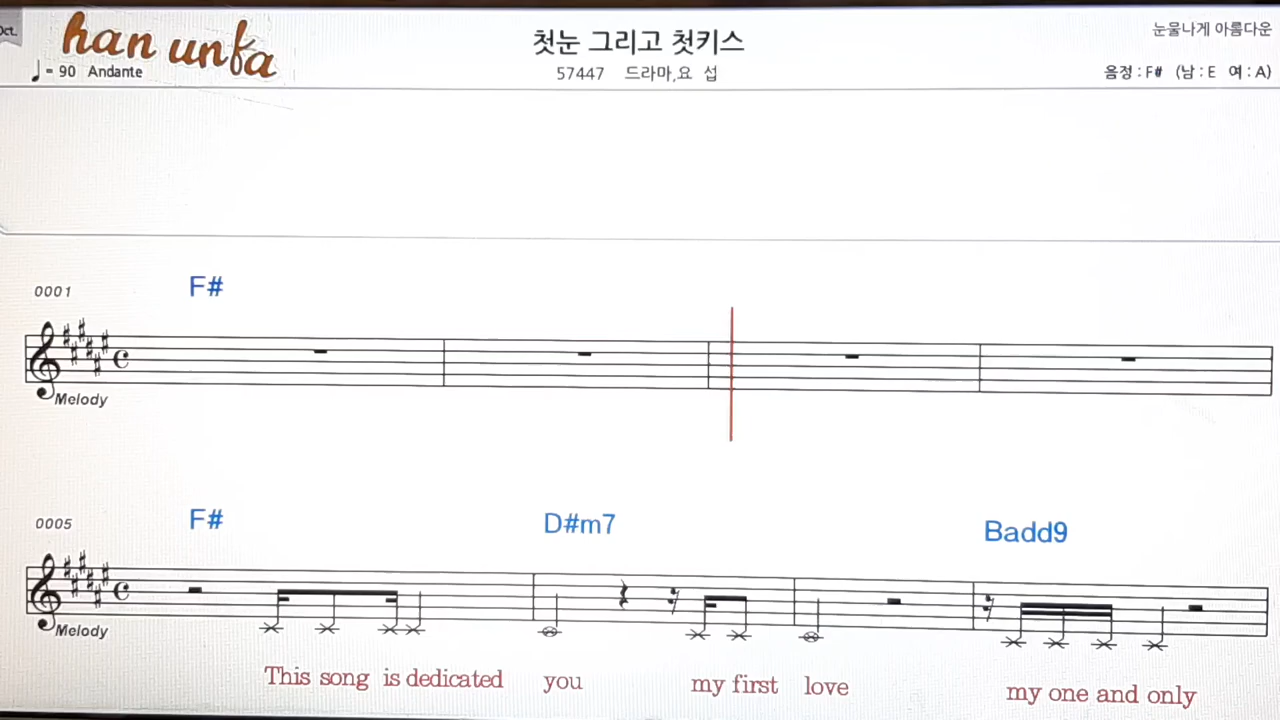 Oct.
han unfa
첫눈 그리고 첫키스
눈물나게 아름다운
= 90 Andante
57447 드라마,요 섭
음정 : F# (남 : E 여 : A)
0001
F#
Melody
0005
F# D#m7 Badd9
Melody
This song is dedicated you my first love my one and only